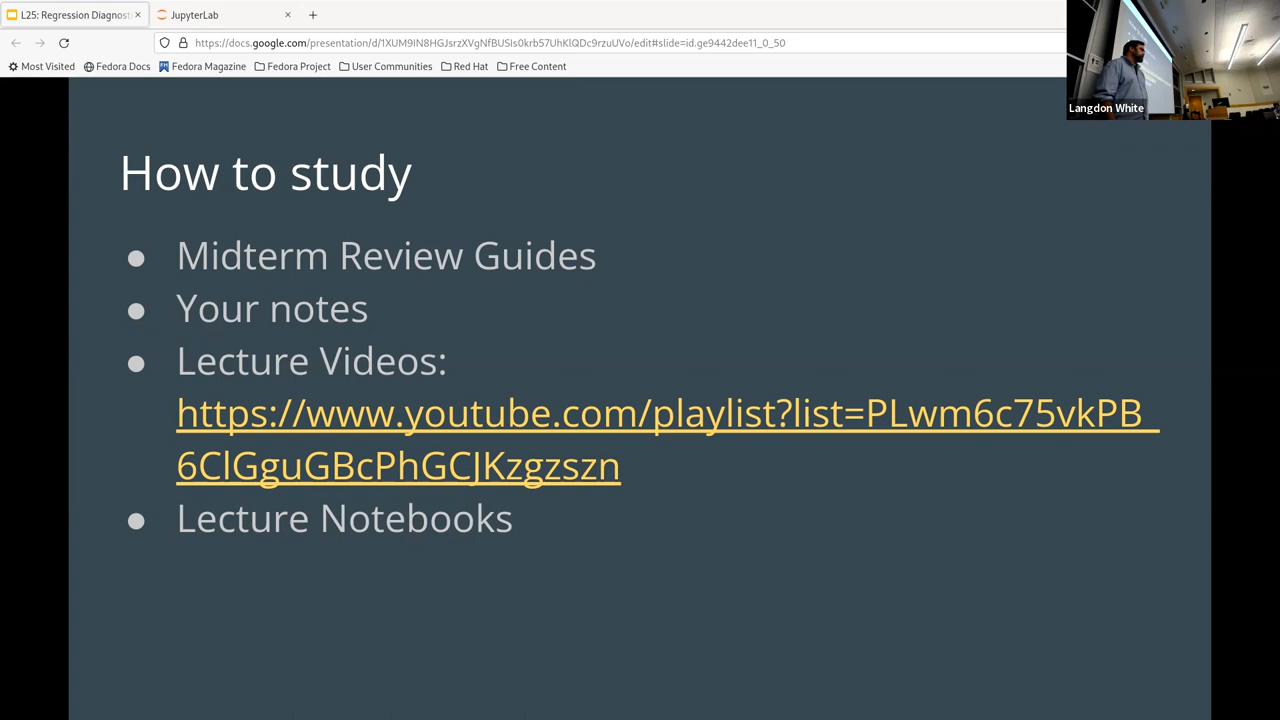 L25: Regression Diagnost
JupyterLab
https://docs.google.com/presentation/d/1XUM9IN8HGJsrzXVgNfBUSIs0krb57UhKlQDc9rzuUVo/edit#slide=id.ge9442dee11_0_50
Most Visited Fedora Docs Fedora Magazine Fedora Project User Communities Red Hat Free Content
Langdon White
How to study
● Midterm Review Guides
● Your notes
● Lecture Videos:
https://www.youtube.com/playlist?list=PLwm6c75vkPB_
6ClGguGBcPhGCJKzgzszn
● Lecture Notebooks